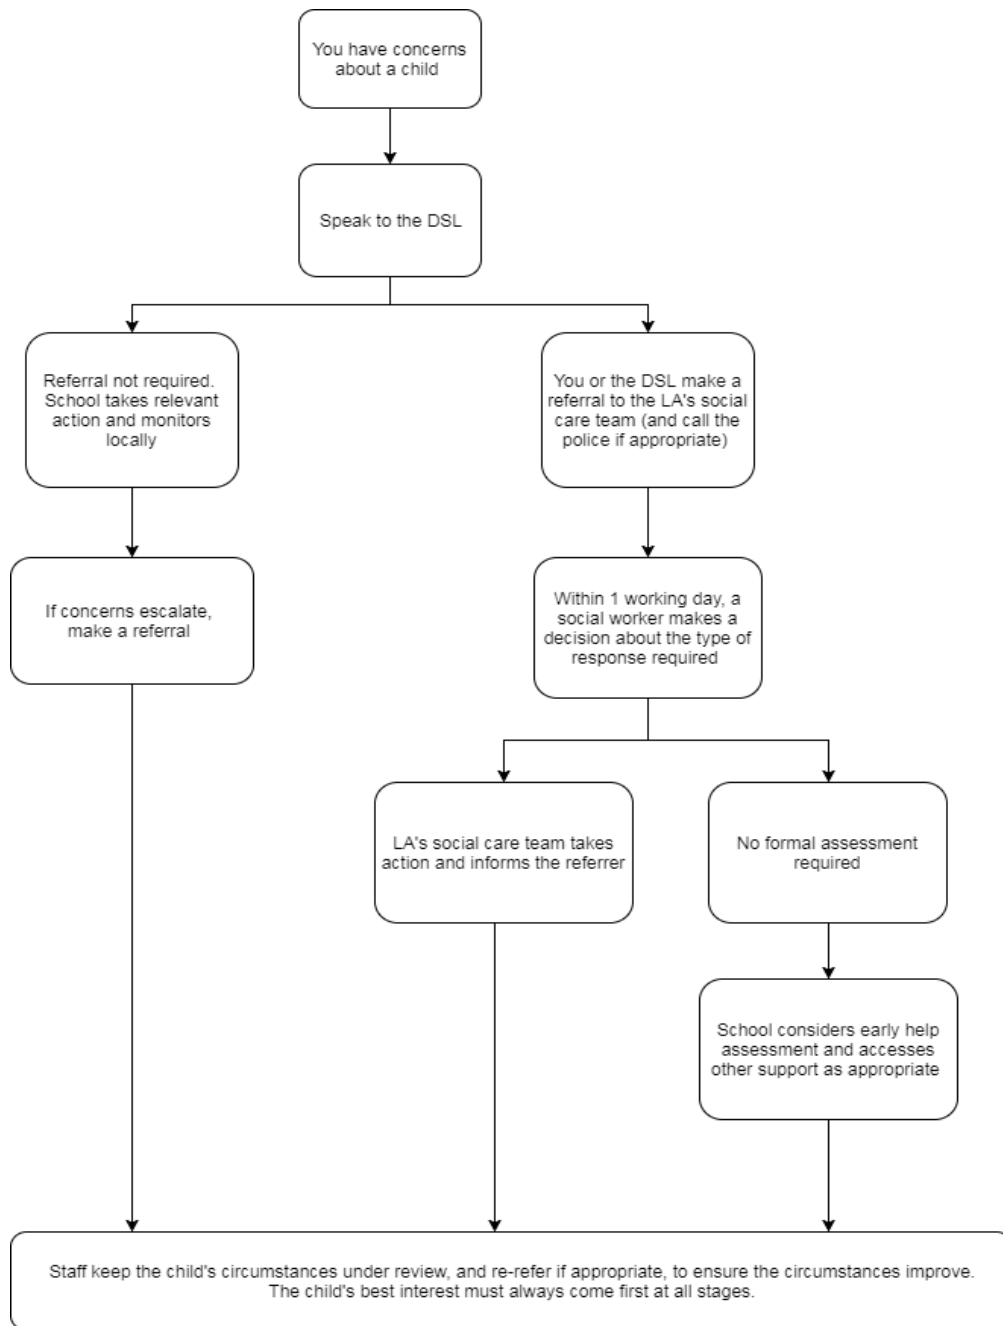 You have concerns
about a child
Speak to the DSL
Referral not required.
School takes relevant
action and monitors
locally
You or the DSL make a
referral to the LA's social
care team (and call the
police if appropriate)
If concerns escalate,
make a referral
Within 1 working day, a
social worker makes a
decision about the type of
response required
LA's social care team takes
action and informs the referrer
No formal assessment
required
School considers early help
assessment and accesses
other support as appropriate
Staff keep the child's circumstances under review, and re-refer if appropriate, to ensure the circumstances improve.
The child's best interest must always come first at all stages.